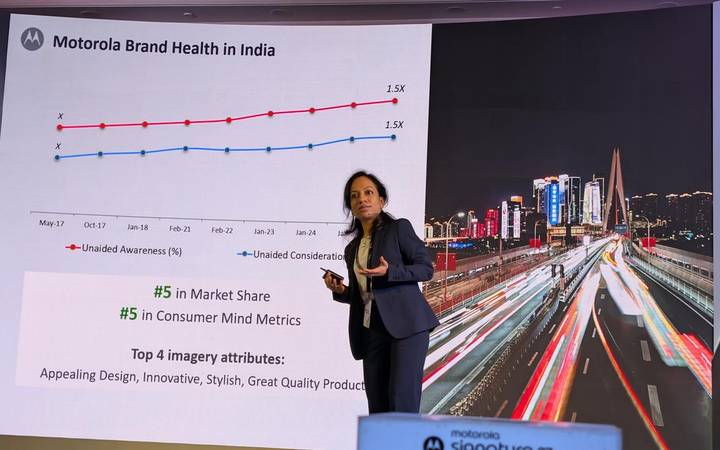 Motorola Brand Health in India
1.5X
X
1.5X
X
May-17 Oct-17 Jan-18 Feb-21 Feb-22 Jan-23 Jan-24
Unaided Awareness (%) Unaided Consideration
#5 in Market Share
#5 in Consumer Mind Metrics
Top 4 imagery attributes:
Appealing Design, Innovative, Stylish, Great Quality Product
motorola
signature